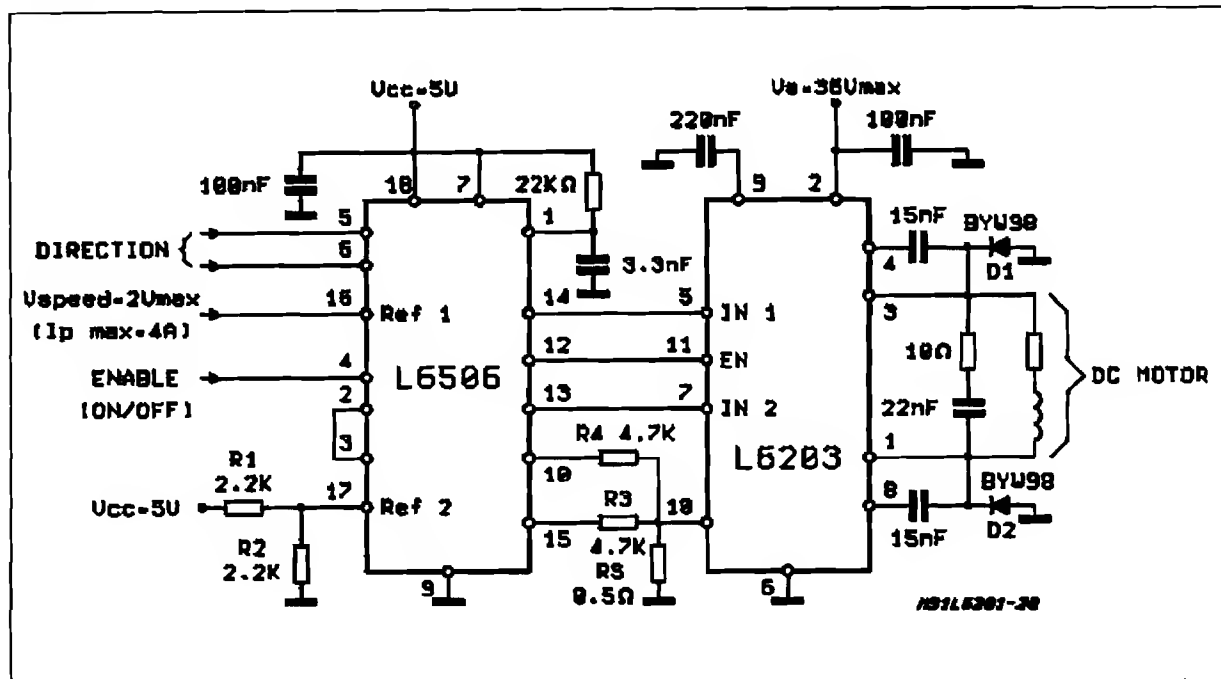 Vcc=5V
Vs=36Vmax
220nF
100nF
100nF
18
7
22KΩ
9
2
5
1
15nF
BYW98
DIRECTION
6
4
D1
3.3nF
Vspeed=2Vmax
16
Ref 1
14
5
IN 1
3
(Ip max=4A)
12
11
EN
10Ω
4
L6506
DC MOTOR
ENABLE
(ON/OFF)
2
13
7
IN 2
22nF
3
R4 4.7K
L6203
1
R1
2.2K
10
BYW98
Vcc=5V
17
Ref 2
R3
10
8
15
4.7K
15nF
D2
R2
2.2K
9
RS
0.5Ω
6
M91L6201-20